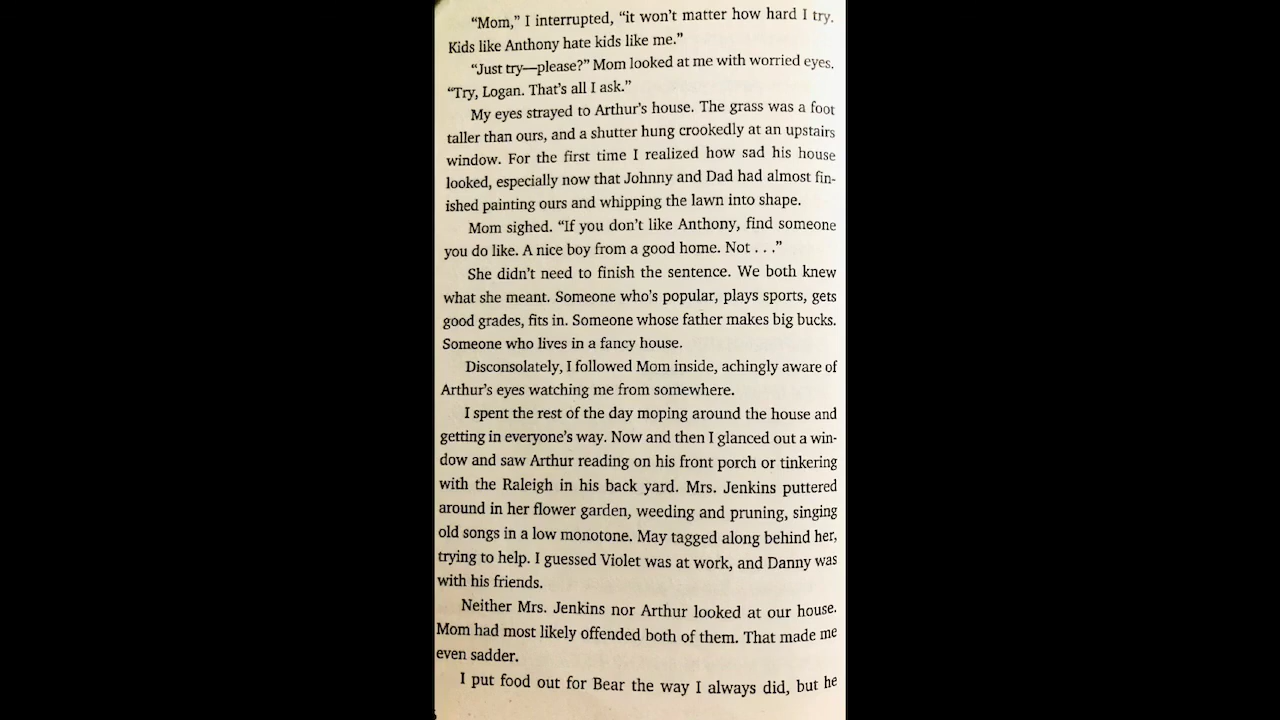 “Mom,” I interrupted, “it won’t matter how hard I try.
Kids like Anthony hate kids like me.”
“Just try—please?” Mom looked at me with worried eyes.
“Try, Logan. That’s all I ask.”
My eyes strayed to Arthur’s house. The grass was a foot
taller than ours, and a shutter hung crookedly at an upstairs
window. For the first time I realized how sad his house
looked, especially now that Johnny and Dad had almost fin-
ished painting ours and whipping the lawn into shape.
Mom sighed. “If you don’t like Anthony, find someone
you do like. A nice boy from a good home. Not . . .”
She didn’t need to finish the sentence. We both knew
what she meant. Someone who's popular, plays sports, gets
good grades, fits in. Someone whose father makes big bucks.
Someone who lives in a fancy house.
Disconsolately, I followed Mom inside, achingly aware of
Arthur’s eyes watching me from somewhere.
I spent the rest of the day moping around the house and
getting in everyone’s way. Now and then I glanced out a win-
dow and saw Arthur reading on his front porch or tinkering
with the Raleigh in his back yard. Mrs. Jenkins puttered
around in her flower garden, weeding and pruning, singing
old songs in a low monotone. May tagged along behind her,
trying to help. I guessed Violet was at work, and Danny was
with his friends.
Neither Mrs. Jenkins nor Arthur looked at our house.
Mom had most likely offended both of them. That made me
even sadder.
I put food out for Bear the way I always did, but he